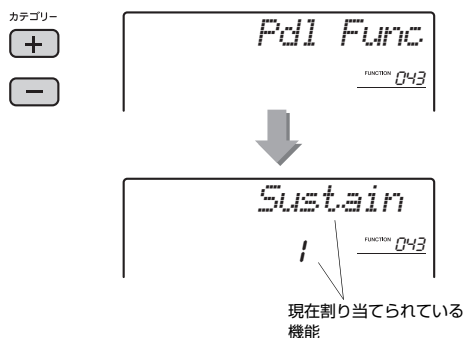 カテゴリー
+
−
Pdl Func
FUNCTION 043
Sustain
1
FUNCTION 043
現在割り当てられている
機能